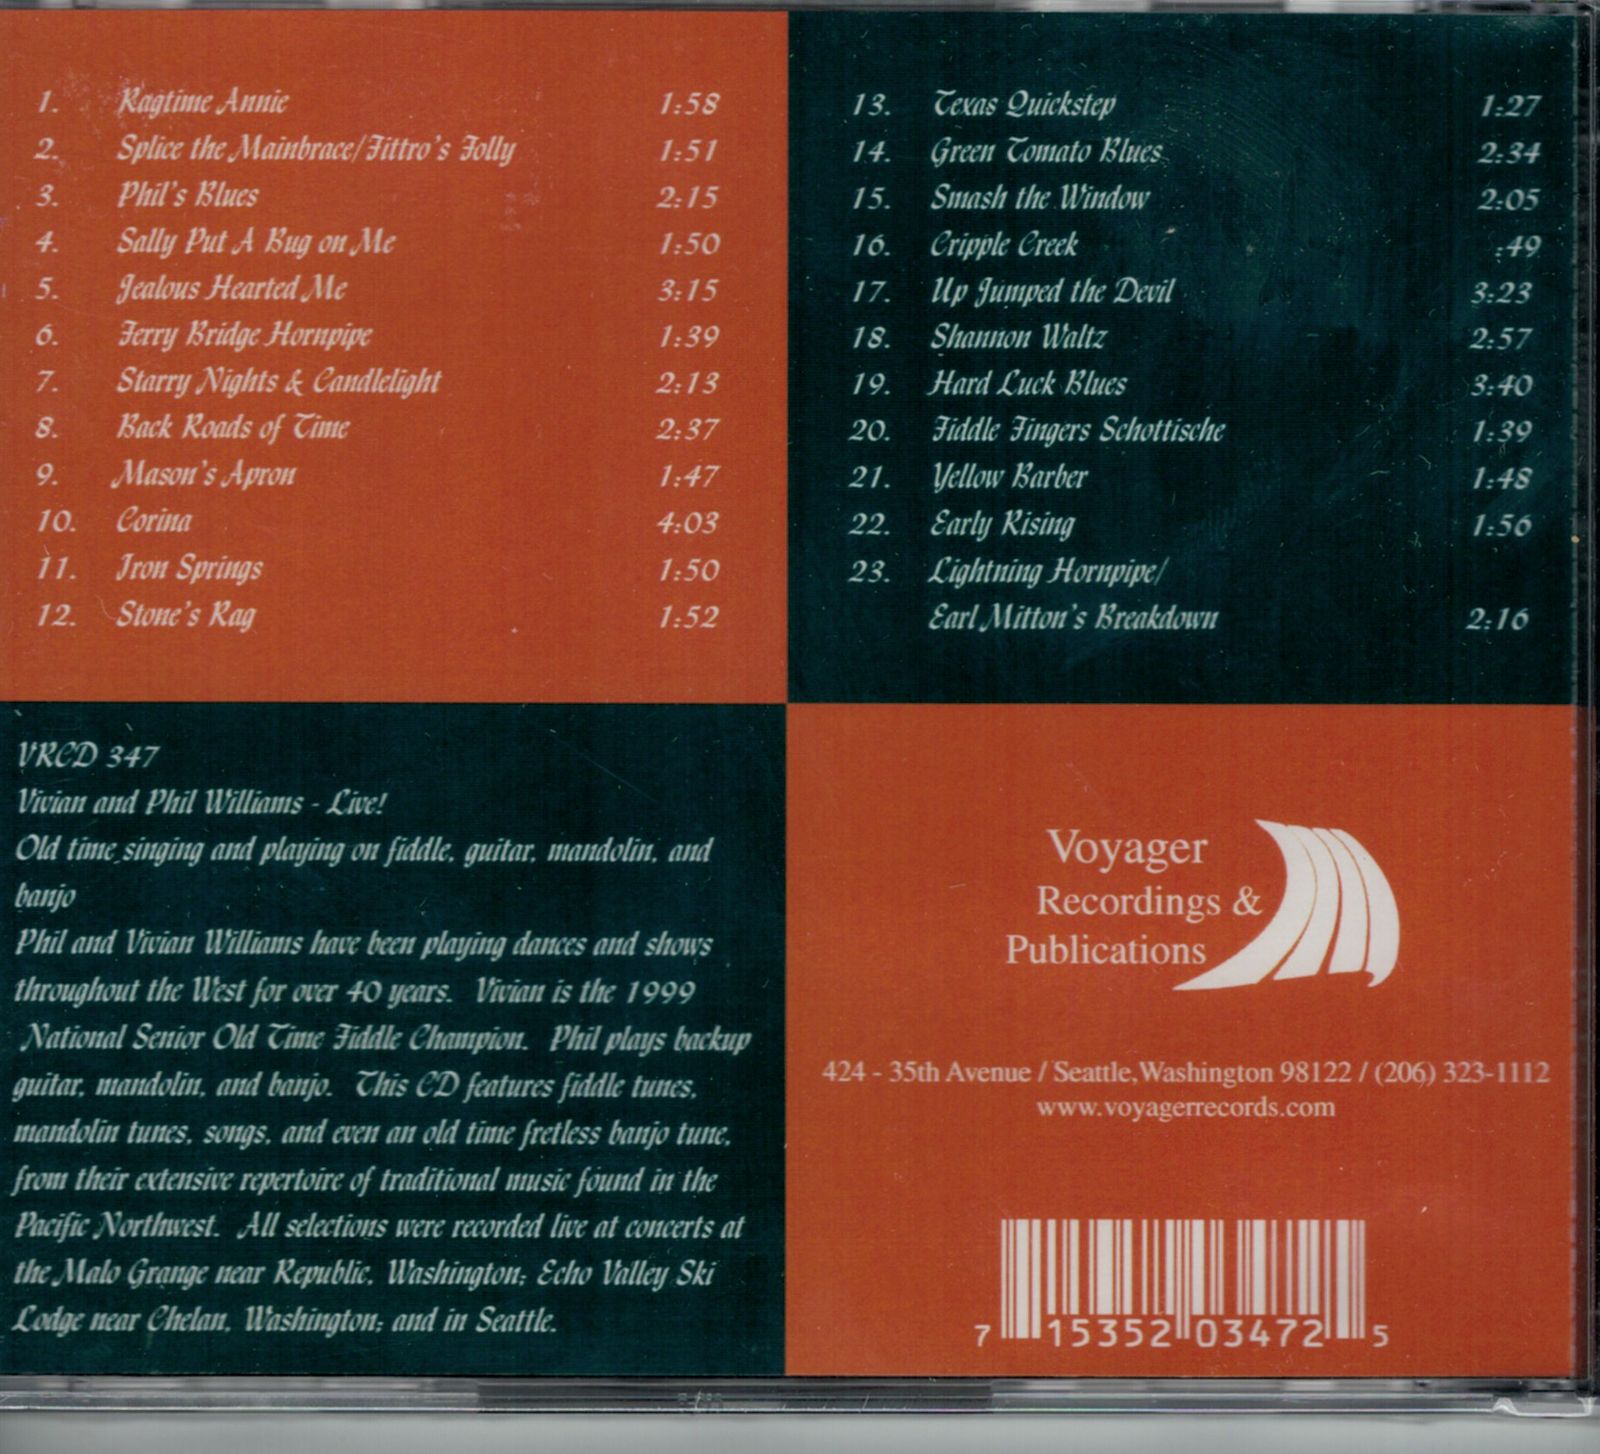 1. Ragtime Annie 1:58
2. Splice the Mainbrace/Fittro's Folly 1:51
3. Phil's Blues 2:15
4. Sally Put A Bug on Me 1:50
5. Jealous Hearted Me 3:15
6. Ferry Bridge Hornpipe 1:39
7. Starry Nights & Candlelight 2:13
8. Back Roads of Time 2:37
9. Mason's Apron 1:47
10. Corina 4:03
11. Iron Springs 1:50
12. Stone's Rag 1:52
13. Texas Quickstep 1:27
14. Green Tomato Blues 2:34
15. Smash the Window 2:05
16. Cripple Creek :49
17. Up Jumped the Devil 3:23
18. Shannon Waltz 2:57
19. Hard Luck Blues 3:40
20. Fiddle Fingers Schottische 1:39
21. Yellow Barber 1:48
22. Early Rising 1:56
23. Lightning Hornpipe/
Earl Mitton's Breakdown 2:16
VRCD 347
Vivian and Phil Williams - Live!
Old time singing and playing on fiddle, guitar, mandolin, and
banjo
Phil and Vivian Williams have been playing dances and shows
throughout the West for over 40 years. Vivian is the 1999
National Senior Old Time Fiddle Champion. Phil plays backup
guitar, mandolin, and banjo. This CD features fiddle tunes,
mandolin tunes, songs, and even an old time fretless banjo tune,
from their extensive repertoire of traditional music found in the
Pacific Northwest. All selections were recorded live at concerts at
the Malo Grange near Republic, Washington; Echo Valley Ski
Lodge near Chelan, Washington; and in Seattle.
Voyager
Recordings &
Publications
424 - 35th Avenue / Seattle, Washington 98122 / (206) 323-1112
www.voyagerrecords.com
7 15352 03472 5